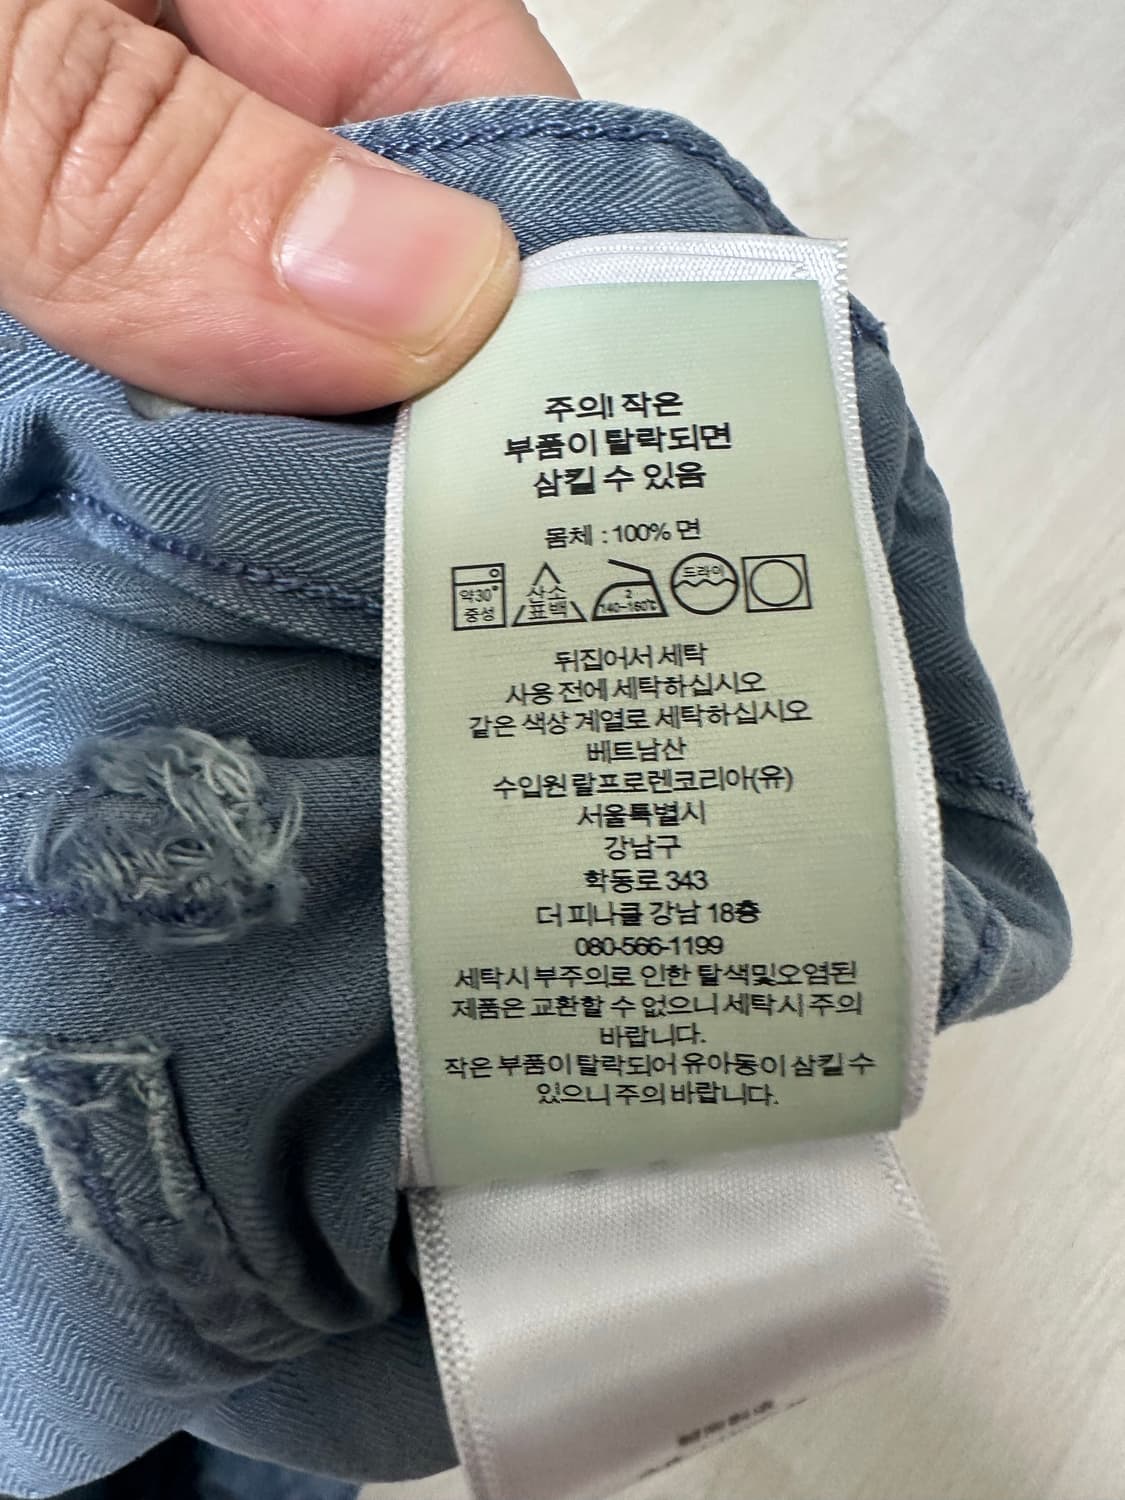 주의! 작은
부품이 탈락되면
삼킬 수 있음
몸체 : 100% 면
약30°
중성
산소
표백
2
140~160℃
드라이
뒤집어서 세탁
사용 전에 세탁하십시오
같은 색상 계열로 세탁하십시오
베트남산
수입원 랄프로렌코리아(유)
서울특별시
강남구
학동로 343
더 피나클 강남 18층
080-566-1199
세탁시 부주의로 인한 탈색및오염된
제품은 교환할 수 없으니 세탁시 주의
바랍니다.
작은 부품이 탈락되어 유아동이 삼킬 수
있으니 주의 바랍니다.